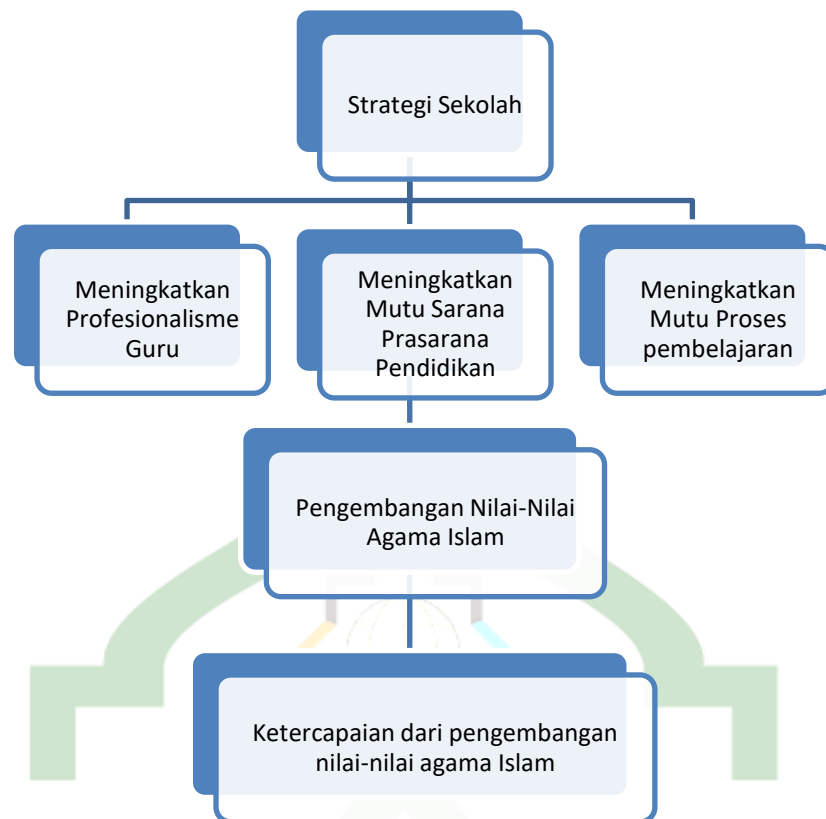 Strategi Sekolah
Meningkatkan
Profesionalisme
Guru
Meningkatkan
Mutu Sarana
Prasarana
Pendidikan
Meningkatkan
Mutu Proses
pembelajaran
Pengembangan Nilai-Nilai
Agama Islam
Ketercapaian dari pengembangan
nilai-nilai agama Islam